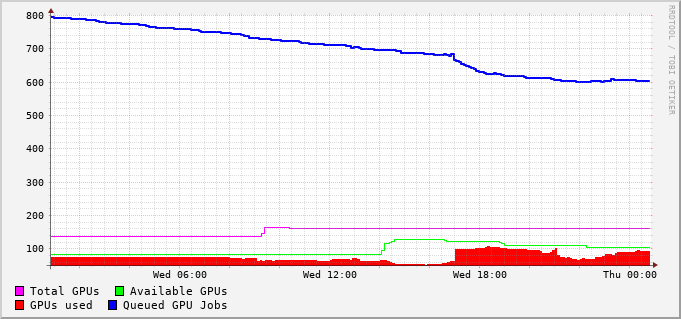 800
700
600
500
400
300
200
100
Wed 06:00 Wed 12:00 Wed 18:00 Thu 00:00
Total GPUs Available GPUs
GPUs used Queued GPU Jobs
RRDTOOL / TOBI OETIKER